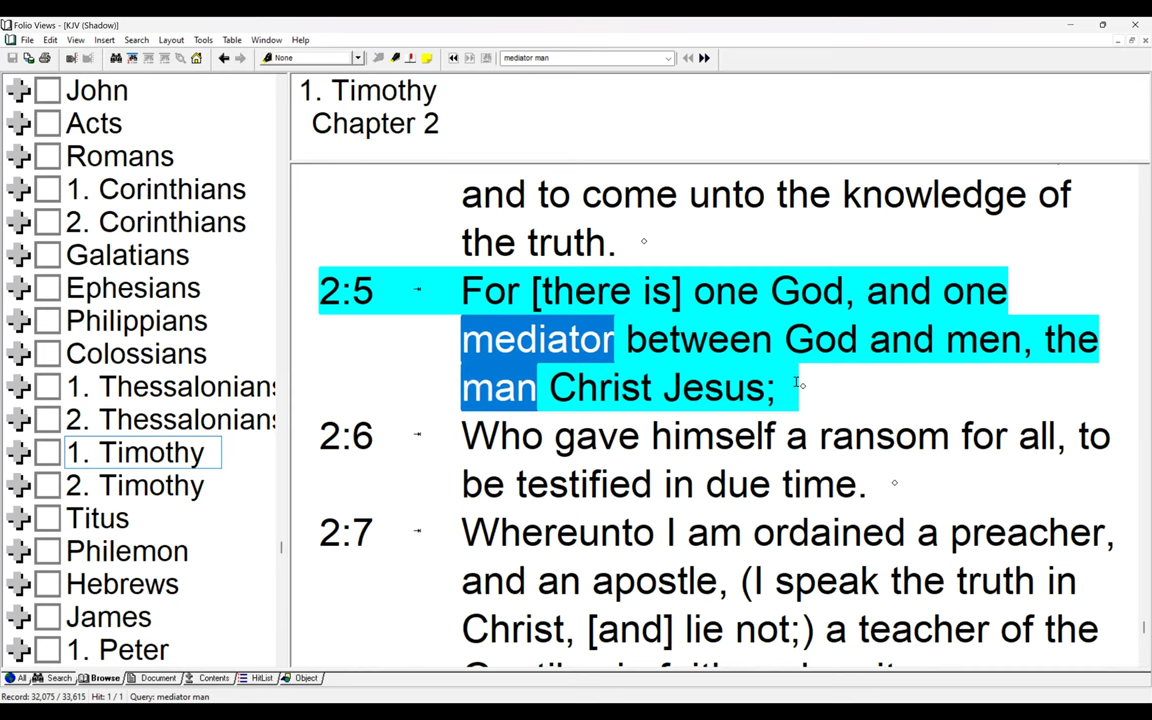 Folio Views - [KJV (Shadow)]
File Edit View Insert Search Layout Tools Table Window Help
None
mediator man
John
Acts
Romans
1. Corinthians
2. Corinthians
Galatians
Ephesians
Philippians
Colossians
1. Thessalonians
2. Thessalonians
1. Timothy
2. Timothy
Titus
Philemon
Hebrews
James
1. Peter
1. Timothy
Chapter 2
and to come unto the knowledge of
the truth.
2:5 For [there is] one God, and one
mediator between God and men, the
man Christ Jesus;
2:6 Who gave himself a ransom for all, to
be testified in due time.
2:7 Whereunto I am ordained a preacher,
and an apostle, (I speak the truth in
Christ, [and] lie not;) a teacher of the
All Search Browse Document Contents HitList Object
Record: 32,075 / 33,615 Hit: 1 / 1 Query: mediator man